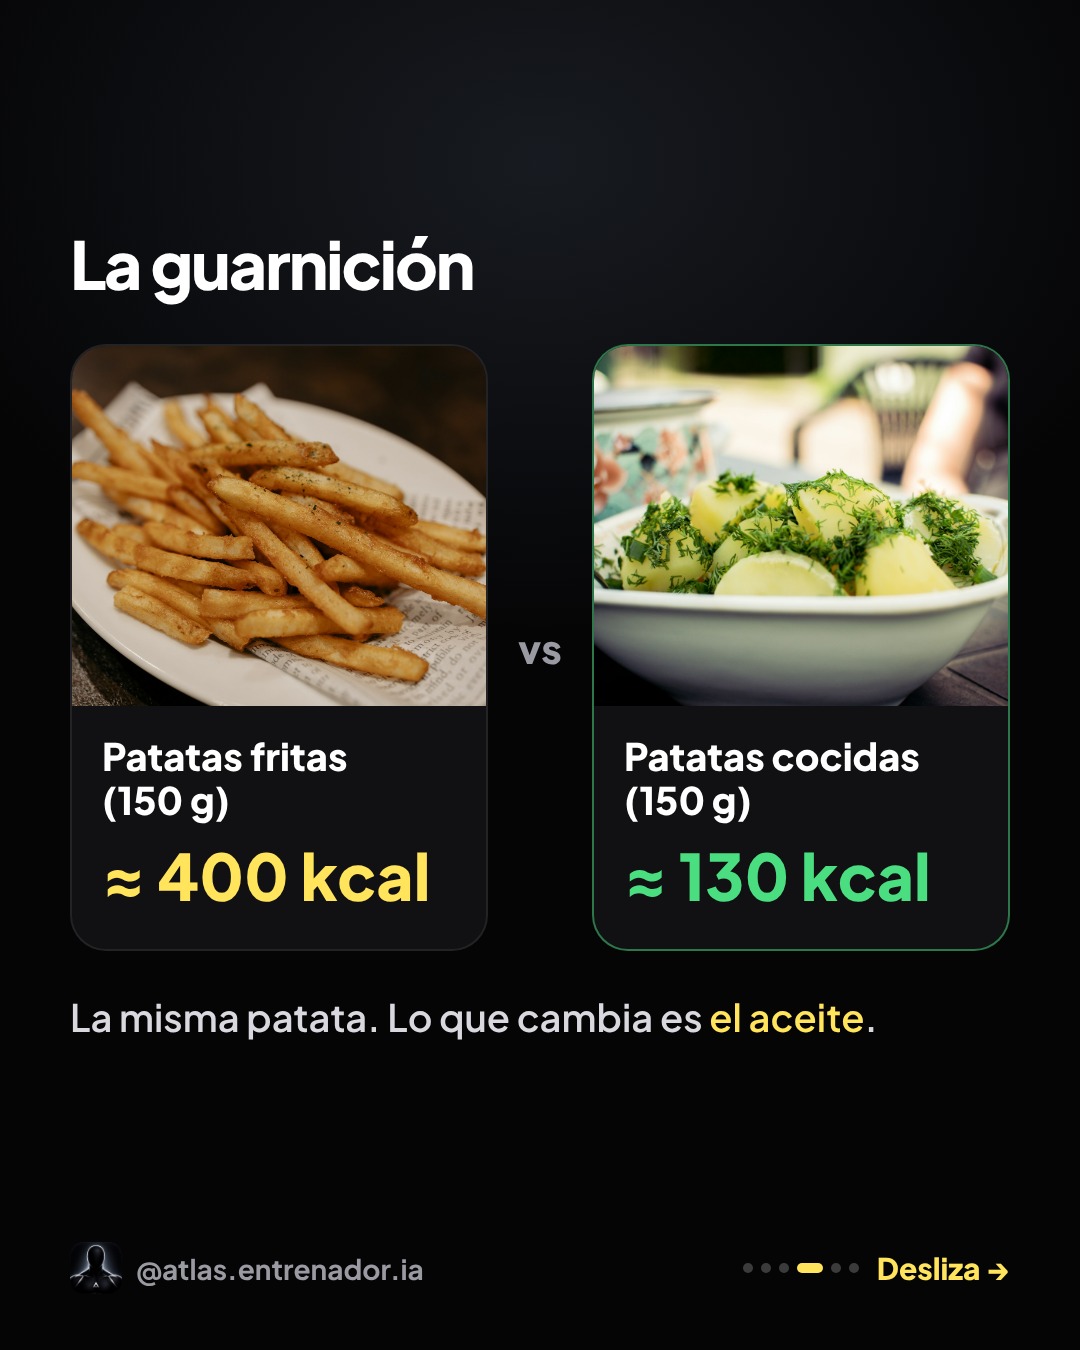 La guarnición
vs
Patatas fritas
(150 g)
≈ 400 kcal
Patatas cocidas
(150 g)
≈ 130 kcal
La misma patata. Lo que cambia es el aceite.
@atlas.entrenador.ia
Desliza →